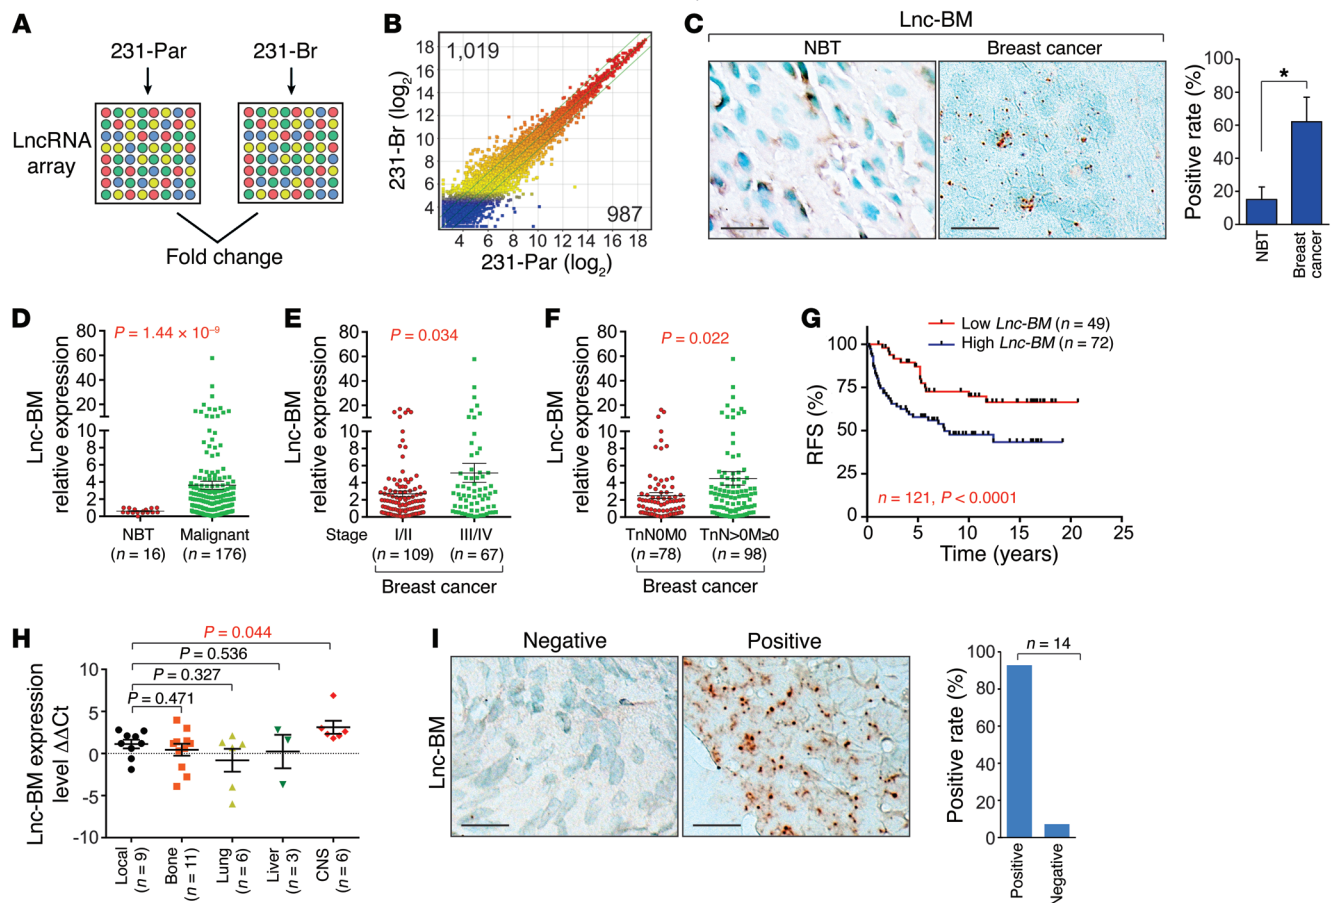 A
231-Par
231-Br
LncRNA
array
Fold change
B
1,019
987
18
16
14
12
10
8
6
4
231-Br (log2)
4
6
8
10
12
14
16
18
231-Par (log2)
C
Lnc-BM
NBT
Breast cancer
Positive rate (%)
100
80
60
40
20
0
*
NBT
Breast
cancer
D
P = 1.44 × 10–9
Lnc-BM
relative expression
80
60
40
20
10
8
6
4
2
0
NBT
(n = 16)
Malignant
(n = 176)
E
P = 0.034
Lnc-BM
relative expression
80
60
40
20
10
8
6
4
2
0
Stage
I/II
(n = 109)
III/IV
(n = 67)
Breast cancer
F
P = 0.022
Lnc-BM
relative expression
80
60
40
20
10
8
6
4
2
0
TnN0M0
(n =78)
TnN>0M≥0
(n = 98)
Breast cancer
G
Low Lnc-BM (n = 49)
High Lnc-BM (n = 72)
RFS (%)
100
75
50
25
0
n = 121, P < 0.0001
0
5
10
15
20
25
Time (years)
H
P = 0.044
P = 0.536
P = 0.327
P = 0.471
Lnc-BM expression
level ΔΔCt
10
5
0
-5
-10
Local
(n = 9)
Bone
(n = 11)
Lung
(n = 6)
Liver
(n = 3)
CNS
(n = 6)
I
Negative
Positive
Lnc-BM
n = 14
Positive rate (%)
100
80
60
40
20
0
Positive
Negative